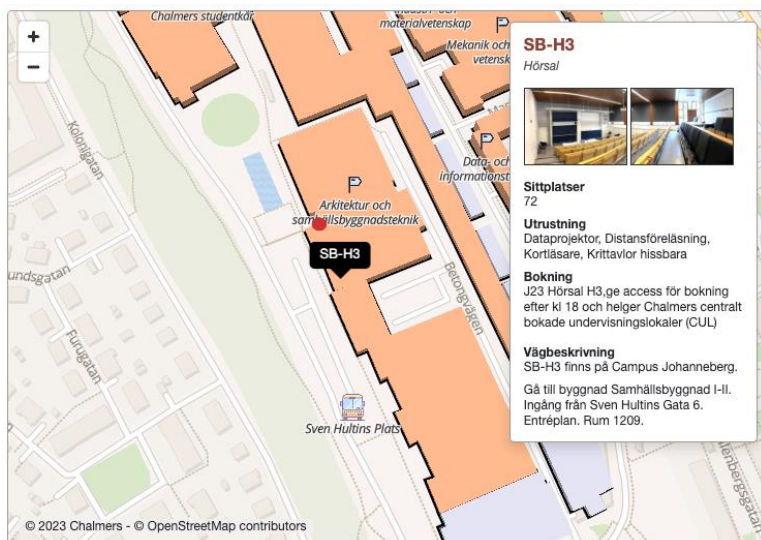 Chalmers studentkår
materialvetenskap
Mekanik och
vetensk
Data- och
informationst
Arkitektur och
samhällsbyggnadsteknik
SB-H3
Kolonigatan
undsgatan
Furugatan
Betongvägen
Sven Hultins Plats
alenbergsgatan
+
−
© 2023 Chalmers - © OpenStreetMap contributors
SB-H3
Hörsal
Sittplatser
72
Utrustning
Dataprojektor, Distansföreläsning,
Kortläsare, Krittavlor hissbara
Bokning
J23 Hörsal H3,ge access för bokning
efter kl 18 och helger Chalmers centralt
bokade undervisningslokaler (CUL)
Vägbeskrivning
SB-H3 finns på Campus Johanneberg.
Gå till byggnad Samhällsbyggnad I-II.
Ingång från Sven Hultins Gata 6.
Entréplan. Rum 1209.